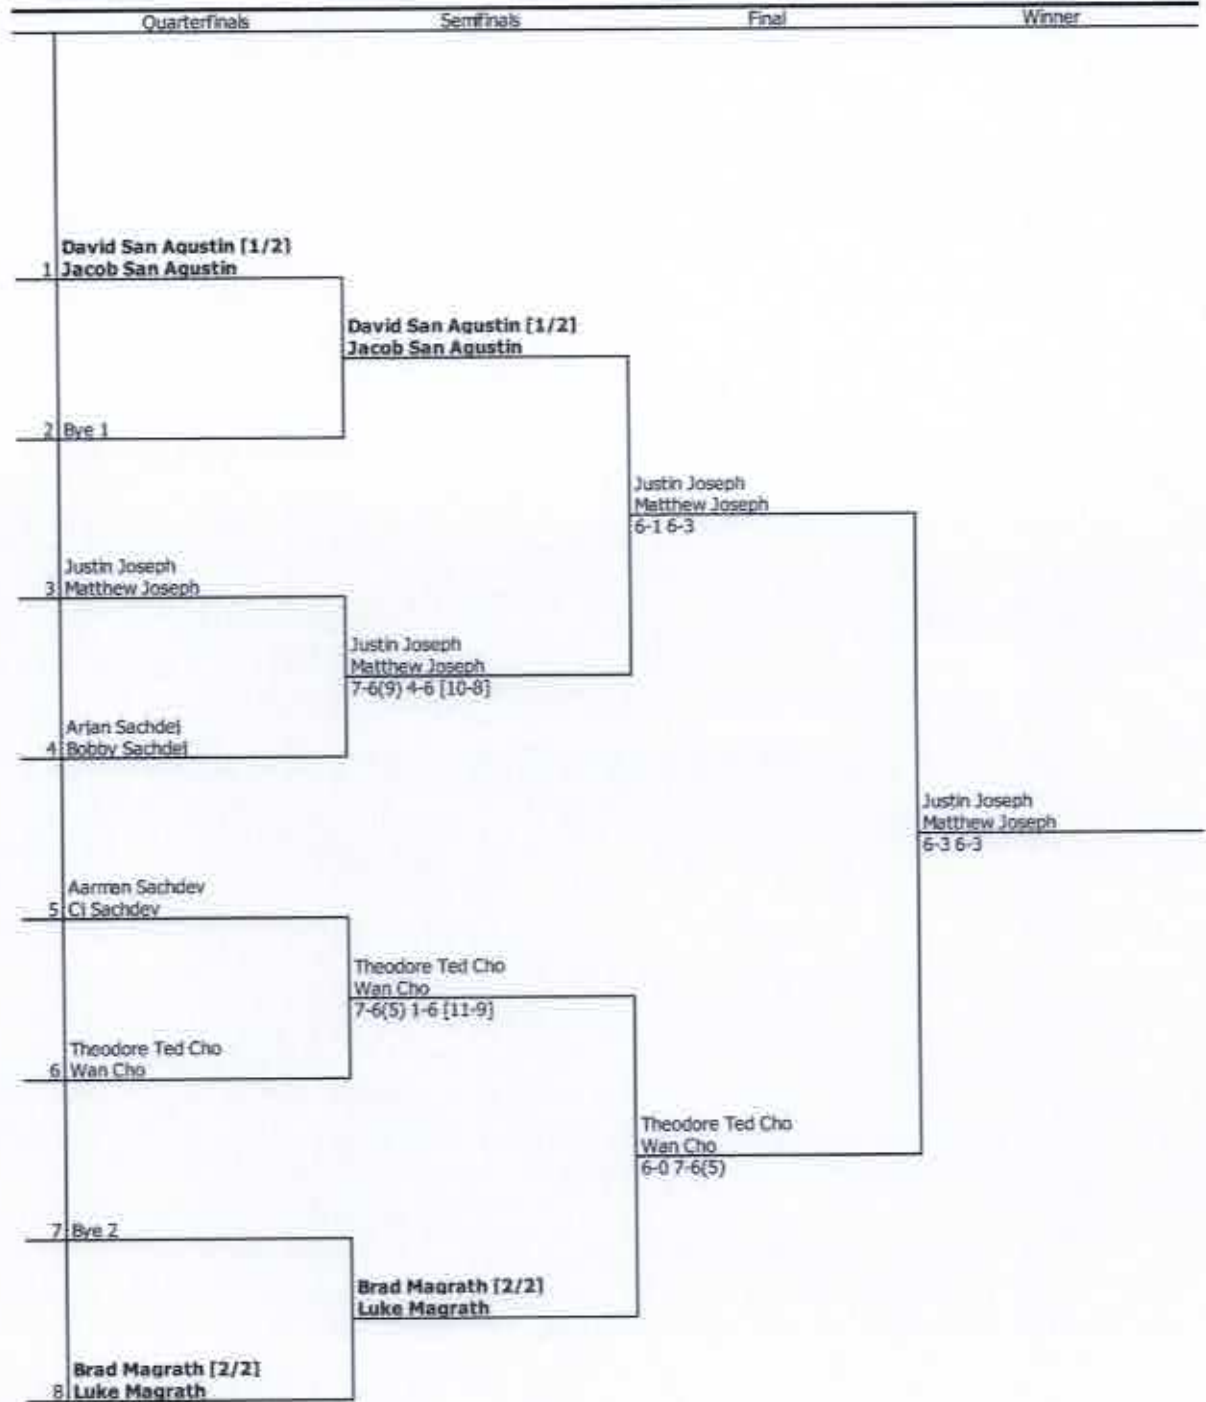 Quarterfinals Semifinals Final Winner
David San Agustin [1/2]
1 Jacob San Agustin
David San Agustin [1/2]
Jacob San Agustin
2 Bye 1
Justin Joseph
Matthew Joseph
6-1 6-3
Justin Joseph
3 Matthew Joseph
Justin Joseph
Matthew Joseph
7-6(9) 4-6 [10-8]
Arjan Sachdej
4 Bobby Sachdej
Justin Joseph
Matthew Joseph
6-3 6-3
Aarman Sachdev
5 CJ Sachdev
Theodore Ted Cho
Wan Cho
7-6(5) 1-6 [11-9]
Theodore Ted Cho
6 Wan Cho
Theodore Ted Cho
Wan Cho
6-0 7-6(5)
7 Bye 2
Brad Magrath [2/2]
Luke Magrath
Brad Magrath [2/2]
8 Luke Magrath